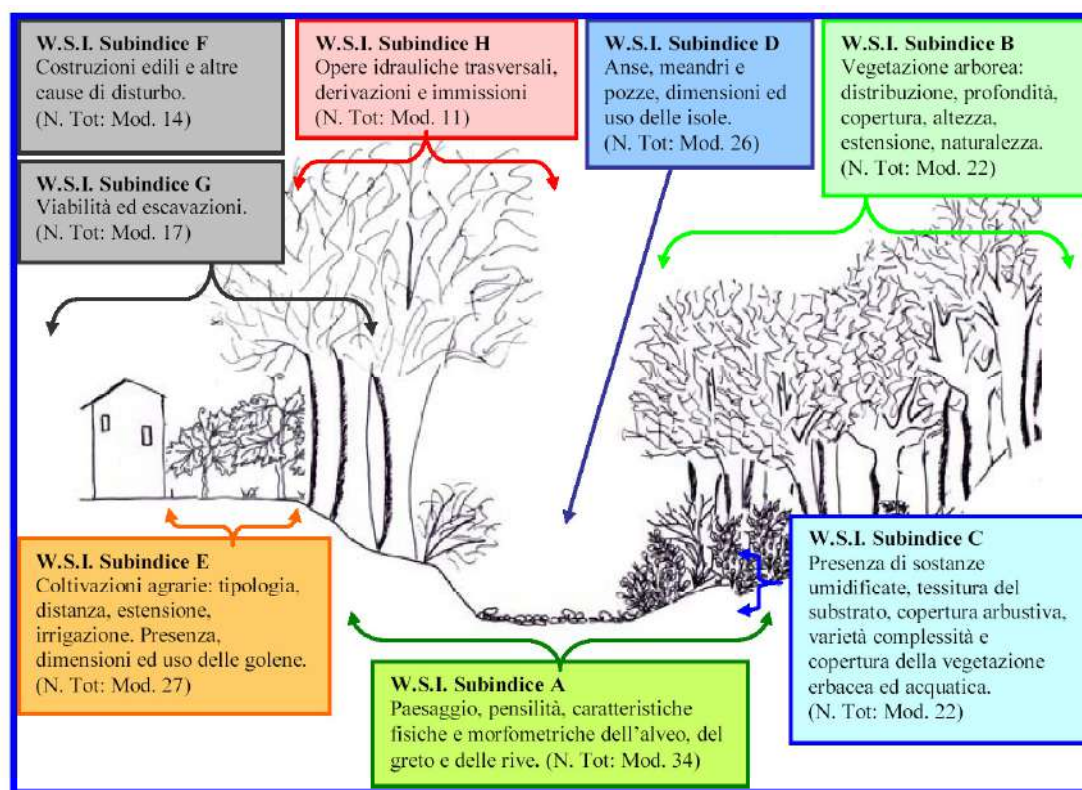 W.S.I. Subindice F
Costruzioni edili e altre
cause di disturbo.
(N. Tot: Mod. 14)
W.S.I. Subindice H
Opere idrauliche trasversali,
derivazioni e immissioni
(N. Tot: Mod. 11)
W.S.I. Subindice D
Anse, meandri e
pozze, dimensioni ed
uso delle isole.
(N. Tot: Mod. 26)
W.S.I. Subindice B
Vegetazione arborea:
distribuzione, profondità,
copertura, altezza,
estensione, naturalezza.
(N. Tot: Mod. 22)
W.S.I. Subindice G
Viabilità ed escavazioni.
(N. Tot: Mod. 17)
W.S.I. Subindice E
Coltivazioni agrarie: tipologia,
distanza, estensione,
irrigazione. Presenza,
dimensioni ed uso delle golene.
(N. Tot: Mod. 27)
W.S.I. Subindice A
Paesaggio, pensilità, caratteristiche
fisiche e morfometriche dell'alveo, del
greto e delle rive. (N. Tot: Mod. 34)
W.S.I. Subindice C
Presenza di sostanze
umidificate, tessitura del
substrato, copertura arbustiva,
varietà complessità e
copertura della vegetazione
erbacea ed acquatica.
(N. Tot: Mod. 22)